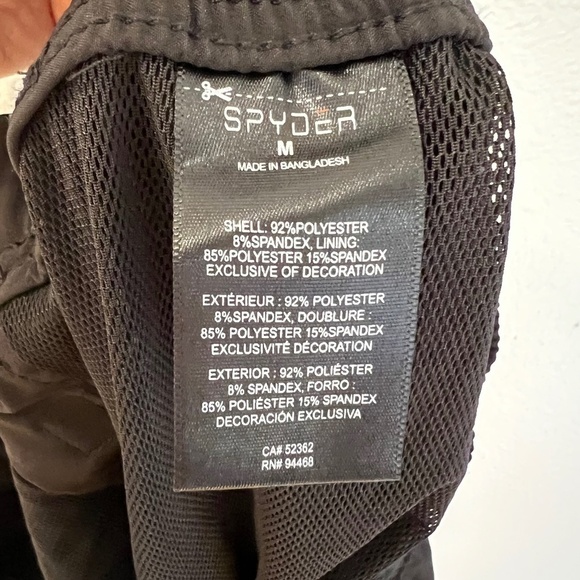 SPYDER
M
MADE IN BANGLADESH
SHELL: 92%POLYESTER
8%SPANDEX, LINING:
85%POLYESTER 15%SPANDEX
EXCLUSIVE OF DECORATION
EXTÉRIEUR : 92% POLYESTER
8%SPANDEX, DOUBLURE :
85% POLYESTER 15%SPANDEX
EXCLUSIVITÉ DÉCORATION
EXTERIOR : 92% POLIÉSTER
8% SPANDEX, FORRO :
85% POLIÉSTER 15% SPANDEX
DECORACIÓN EXCLUSIVA
CA# 52362
RN# 94468